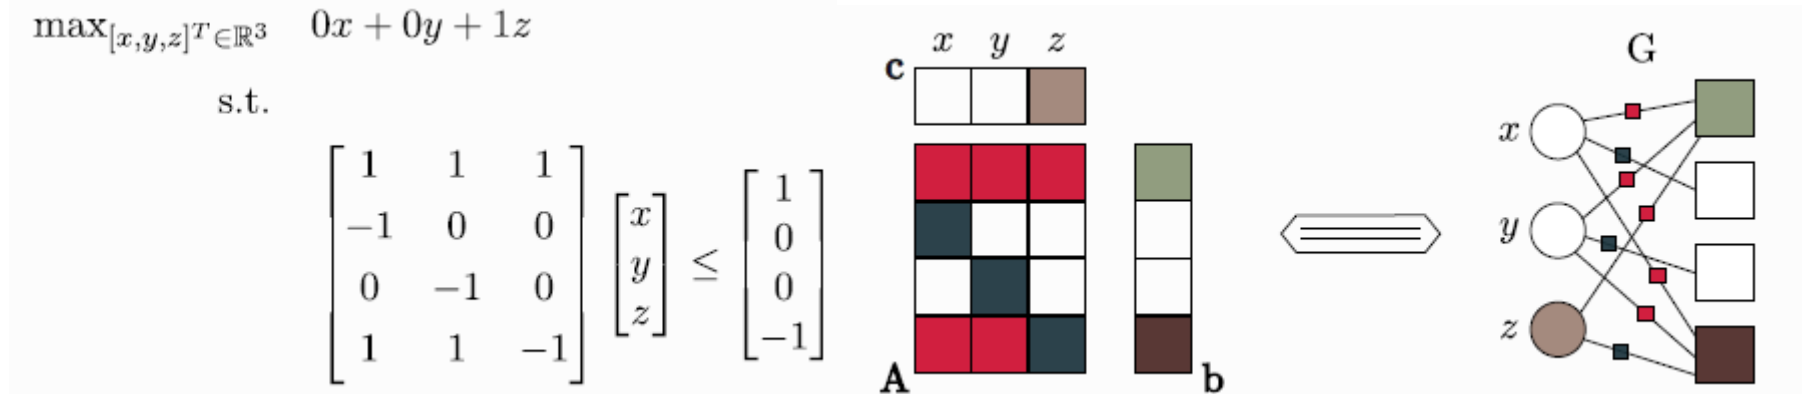 max_{[x,y,z]^T ∈ ℝ^3} 0x + 0y + 1z
s.t.
[1 1 1; −1 0 0; 0 −1 0; 1 1 −1] [x; y; z] ≤ [1; 0; 0; −1]
x y z
c
A
b
G
x
y
z